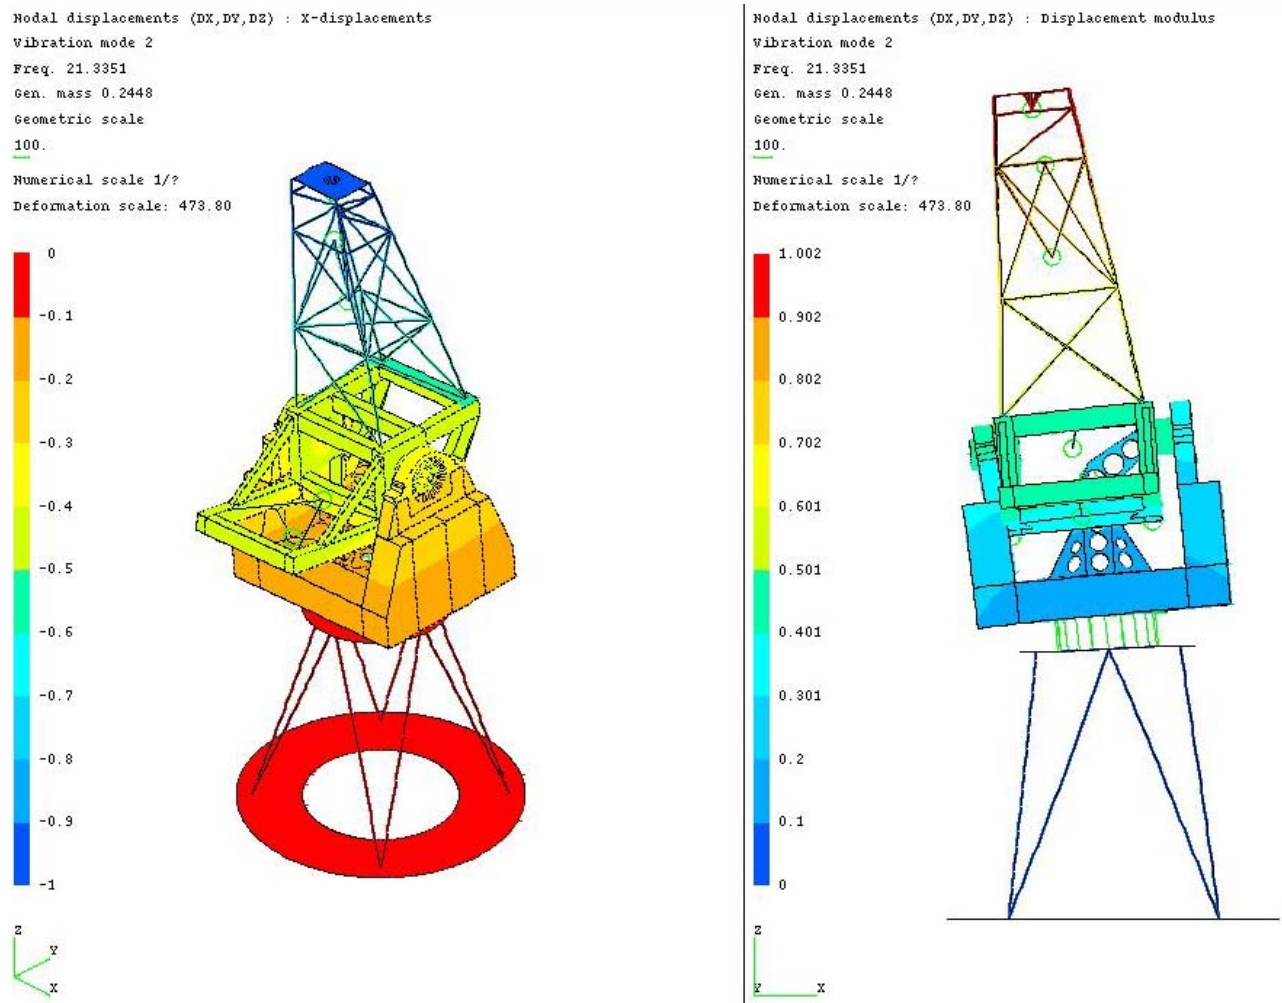 Nodal displacements (DX,DY,DZ) : X-displacements
Vibration mode 2
Freq. 21.3351
Gen. mass 0.2448
Geometric scale
100.
Numerical scale 1/?
Deformation scale: 473.80
0
-0.1
-0.2
-0.3
-0.4
-0.5
-0.6
-0.7
-0.8
-0.9
-1
Z
Y
X
Nodal displacements (DX,DY,DZ) : Displacement modulus
Vibration mode 2
Freq. 21.3351
Gen. mass 0.2448
Geometric scale
100.
Numerical scale 1/?
Deformation scale: 473.80
1.002
0.902
0.802
0.702
0.601
0.501
0.401
0.301
0.2
0.1
0
Z
Y X